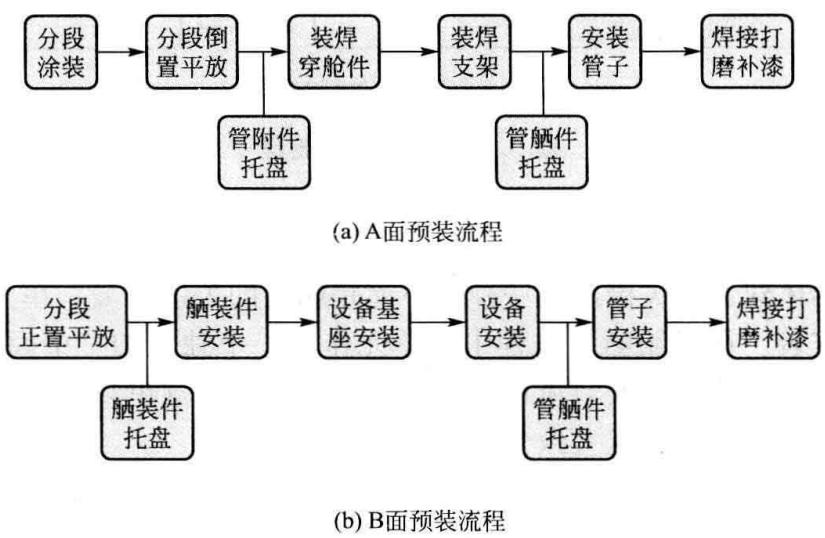 分段
涂装
分段倒
置平放
装焊
穿舱件
装焊
支架
安装
管子
焊接打
磨补漆
管附件
托盘
管舾件
托盘
(a) A面预装流程
分段
正置平放
舾装件
安装
设备基
座安装
设备
安装
管子
安装
焊接打
磨补漆
舾装件
托盘
管舾件
托盘
(b) B面预装流程